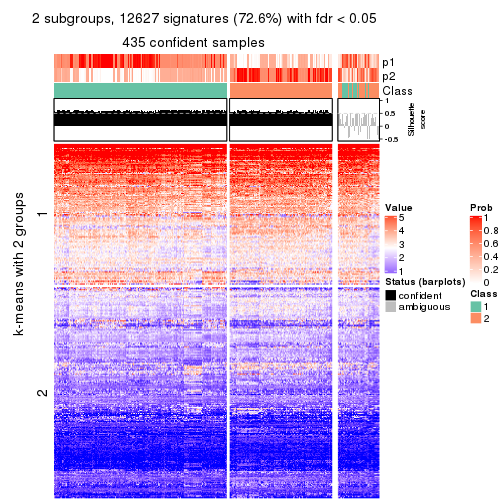 2 subgroups, 12627 signatures (72.6%) with fdr < 0.05
435 confident samples
p1
p2
Class
1
0.5
0
-0.5
Silhouette
score
k-means with 2 groups
1
2
Value
5
4
3
2
1
Status (barplots)
confident
ambiguous
Prob
1
0.8
0.6
0.4
0.2
0
Class
1
2